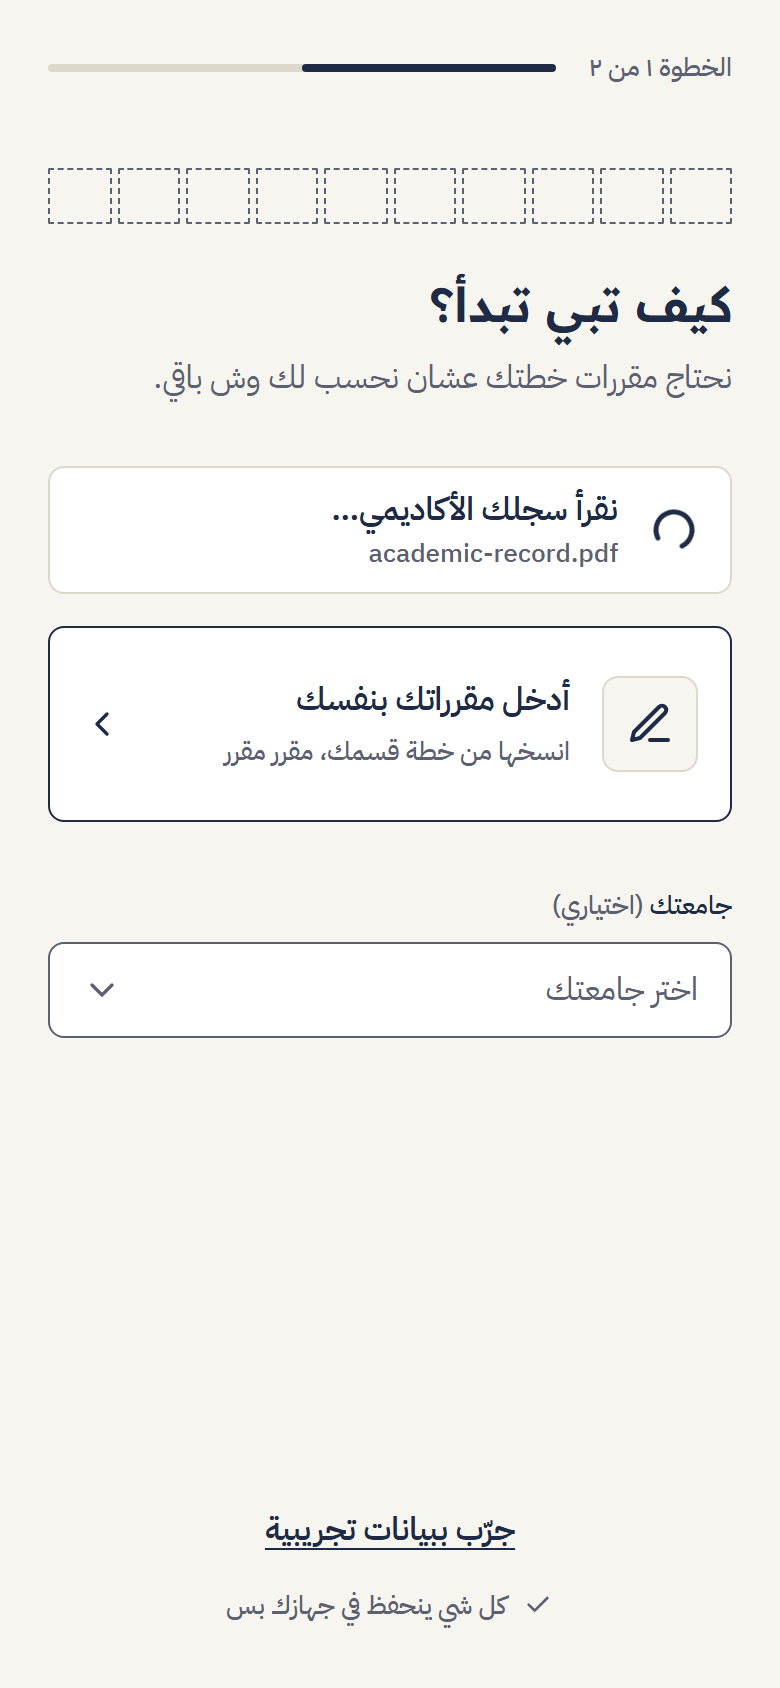 الخطوة ١ من ٢
كيف تبي تبدأ؟
نحتاج مقررات خطتك عشان نحسب لك وش باقي.
نقرأ سجلك الأكاديمي...
academic-record.pdf
أدخل مقرراتك بنفسك
انسخها من خطة قسمك، مقرر مقرر
جامعتك (اختياري)
اختر جامعتك
جرّب ببيانات تجريبية
كل شي ينحفظ في جهازك بس